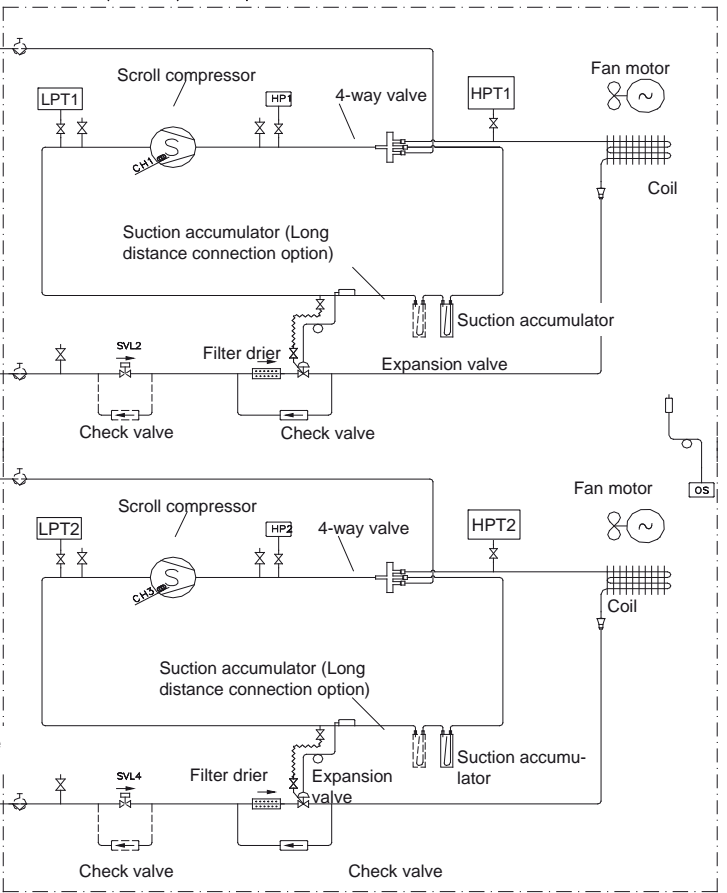 Scroll compressor
Fan motor
LPT1
HP1
4-way valve
HPT1
S
CH1
Coil
Suction accumulator (Long
distance connection option)
Suction accumulator
SVL2
Filter drier
Expansion valve
Check valve
Check valve
OS
Scroll compressor
Fan motor
LPT2
HP2
4-way valve
HPT2
S
CH3
Coil
Suction accumulator (Long
distance connection option)
Suction accumu-
lator
SVL4
Filter drier
Expansion
valve
Check valve
Check valve